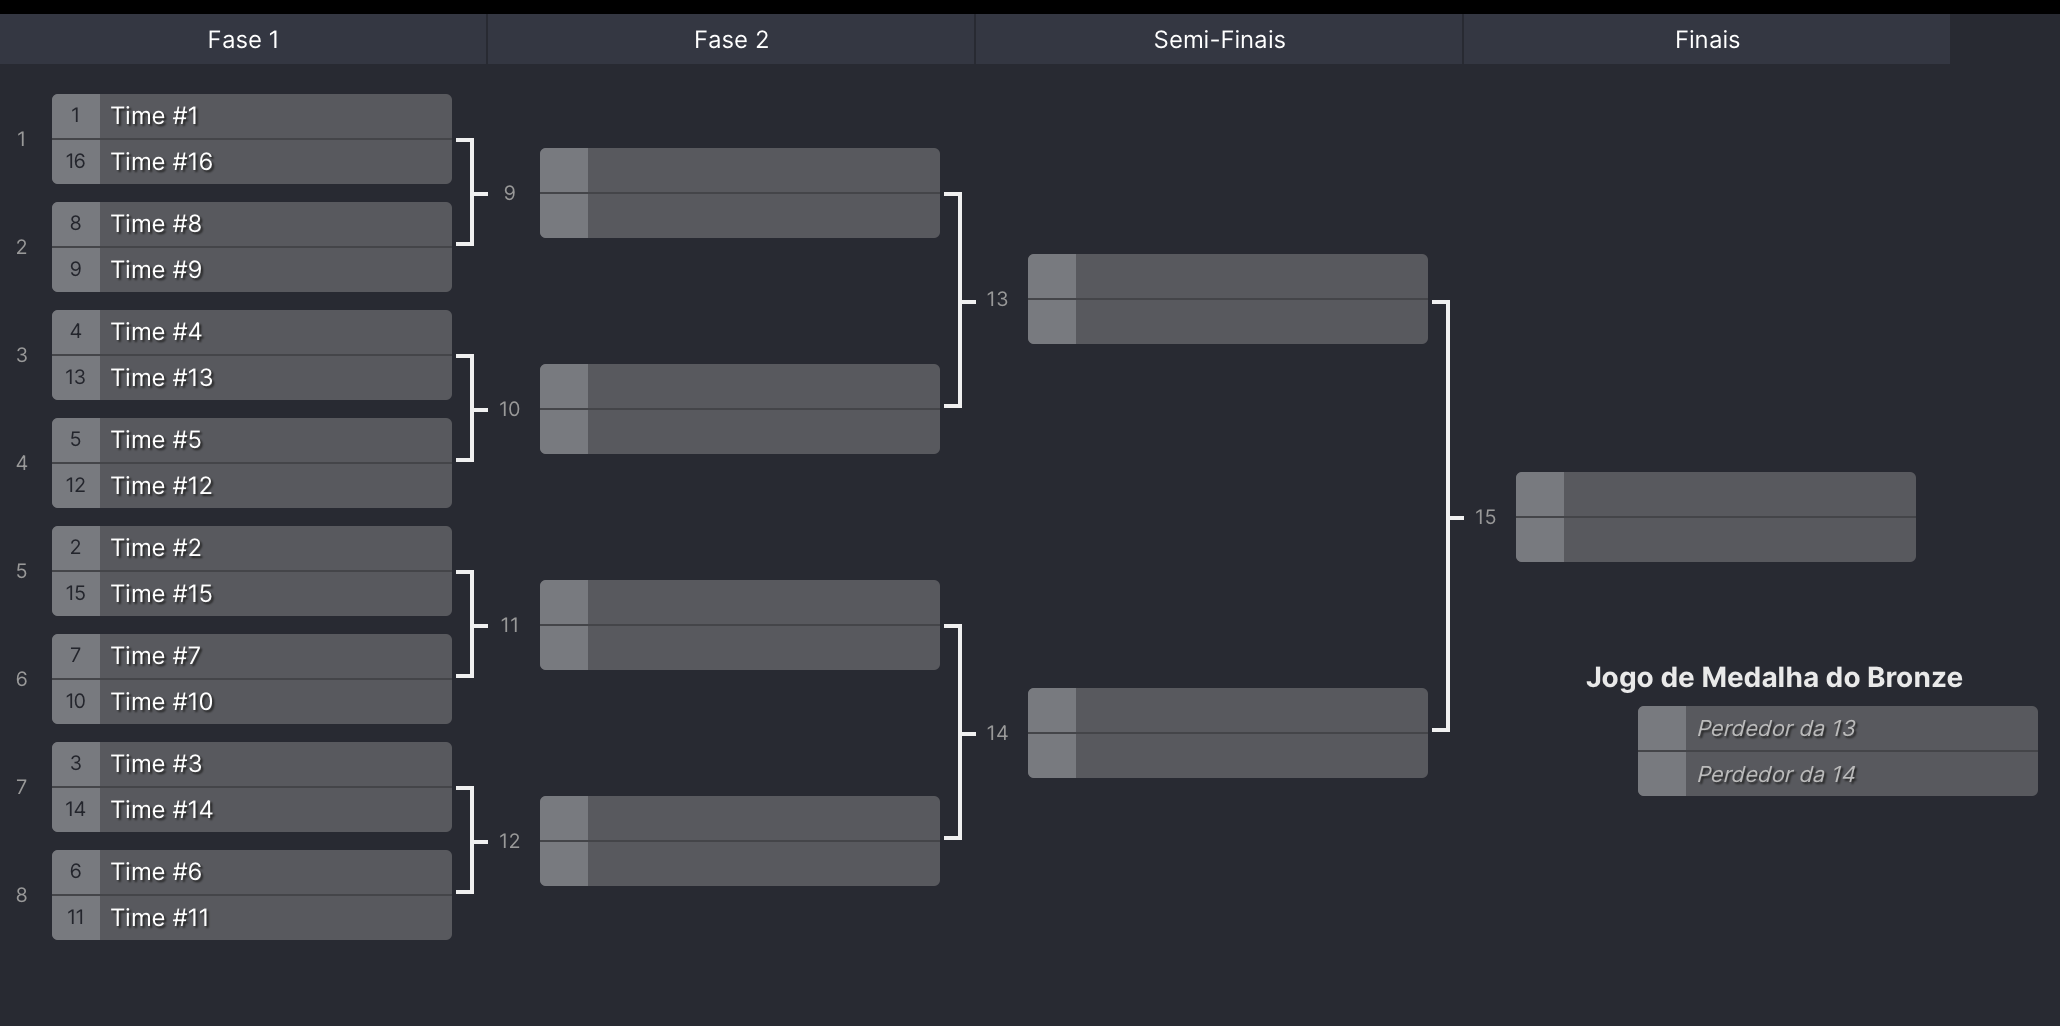 Fase 1
Fase 2
Semi-Finais
Finais
1
1 Time #1
16 Time #16
2
8 Time #8
9 Time #9
3
4 Time #4
13 Time #13
4
5 Time #5
12 Time #12
5
2 Time #2
15 Time #15
6
7 Time #7
10 Time #10
7
3 Time #3
14 Time #14
8
6 Time #6
11 Time #11
9
10
11
12
13
14
15
Jogo de Medalha do Bronze
Perdedor da 13
Perdedor da 14